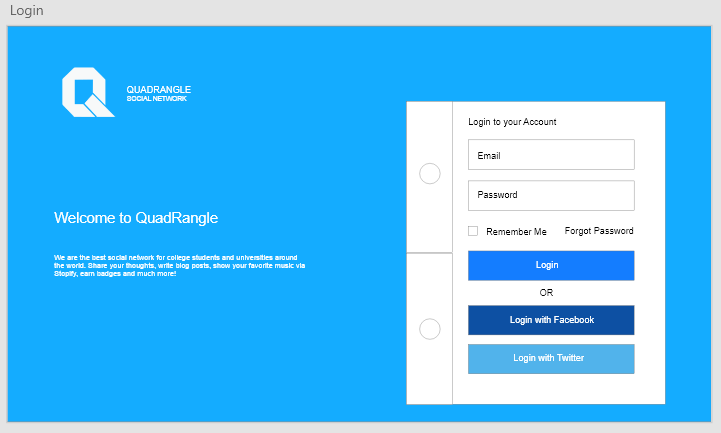 Login
QUADRANGLE
SOCIAL NETWORK
Welcome to QuadRangle
We are the best social network for college students and universities around
the world. Share your thoughts, write blog posts, show your favorite music via
Stopify, earn badges and much more!
Login to your Account
Email
Password
Remember Me Forgot Password
Login
OR
Login with Facebook
Login with Twitter